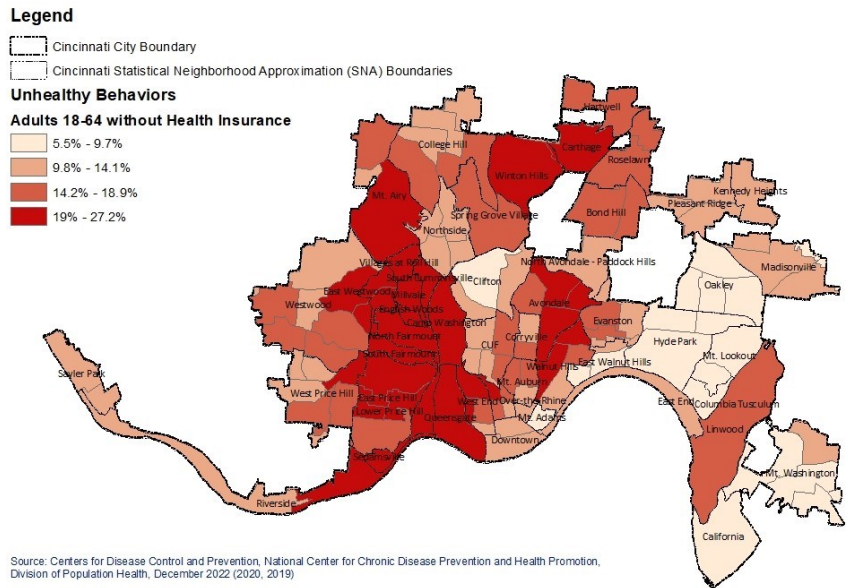 Legend
Cincinnati City Boundary
Cincinnati Statistical Neighborhood Approximation (SNA) Boundaries
Unhealthy Behaviors
Adults 18-64 without Health Insurance
5.5% - 9.7%
9.8% - 14.1%
14.2% - 18.9%
19% - 27.2%
Hartwell
College Hill
Carthage
Roselawn
Winton Hills
Mt. Airy
Kennedy Heights
Pleasant Ridge
Spring Grove Village
Bond Hill
Northside
Villages at Roll Hill
North Avondale - Paddock Hills
Madisonville
South Cumminsville
Clifton
Oakley
East Westwood
Millvale
Westwood
Avondale
English Woods
Camp Washington
Evanston
North Fairmount
Corryville
CUF
Hyde Park
South Fairmount
Mt. Lookout
East Walnut Hills
Walnut Hills
Sayler Park
Mt. Auburn
West Price Hill
East Price Hill
West End
Over-the-Rhine
East End
Columbia Tusculum
Lower Price Hill
Queensgate
Mt. Adams
Linwood
Downtown
Sedamsville
Mt. Washington
Riverside
California
Source: Centers for Disease Control and Prevention, National Center for Chronic Disease Prevention and Health Promotion,
Division of Population Health, December 2022 (2020, 2019)